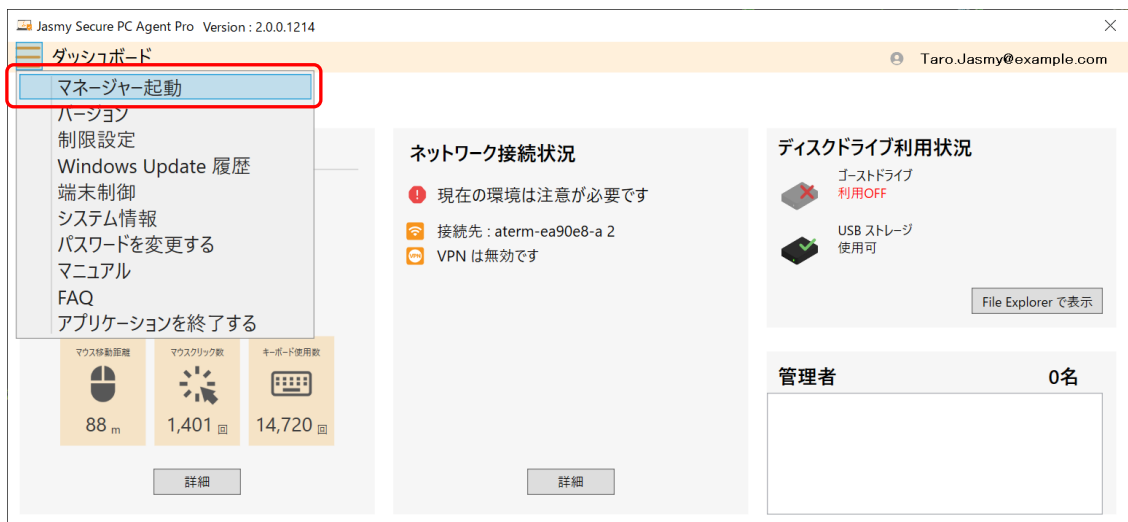 Jasmy Secure PC Agent Pro Version : 2.0.0.1214
ダッシュボード
Taro.Jasmy@example.com
マネージャー起動
バージョン
制限設定
Windows Update 履歴
端末制御
システム情報
パスワードを変更する
マニュアル
FAQ
アプリケーションを終了する
マウス移動距離
88 m
マウスクリック数
1,401 回
キーボード使用数
14,720 回
詳細
ネットワーク接続状況
現在の環境は注意が必要です
接続先 : aterm-ea90e8-a 2
VPN
VPN は無効です
詳細
ディスクドライブ利用状況
ゴーストドライブ
利用OFF
USB ストレージ
使用可
File Explorer で表示
管理者 0名